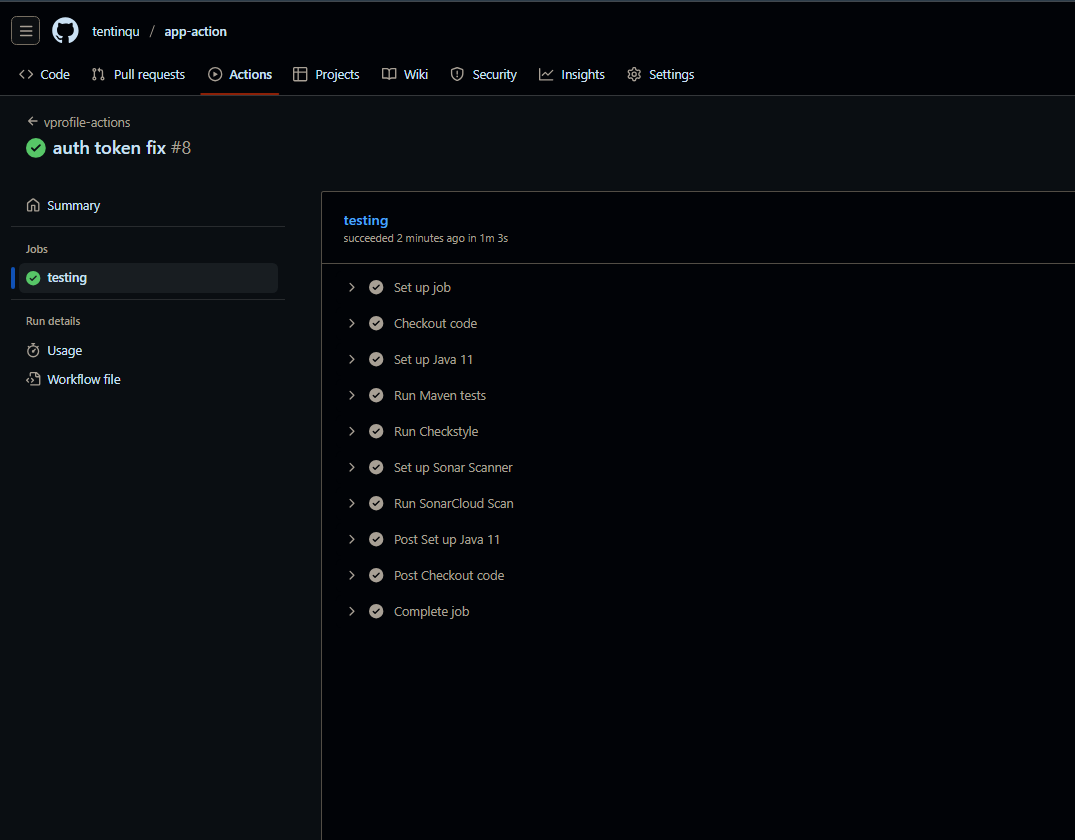 tentinqu / app-action
Code Pull requests Actions Projects Wiki Security Insights Settings
vprofile-actions
auth token fix #8
Summary
Jobs
testing
Run details
Usage
Workflow file
testing
succeeded 2 minutes ago in 1m 3s
Set up job
Checkout code
Set up Java 11
Run Maven tests
Run Checkstyle
Set up Sonar Scanner
Run SonarCloud Scan
Post Set up Java 11
Post Checkout code
Complete job